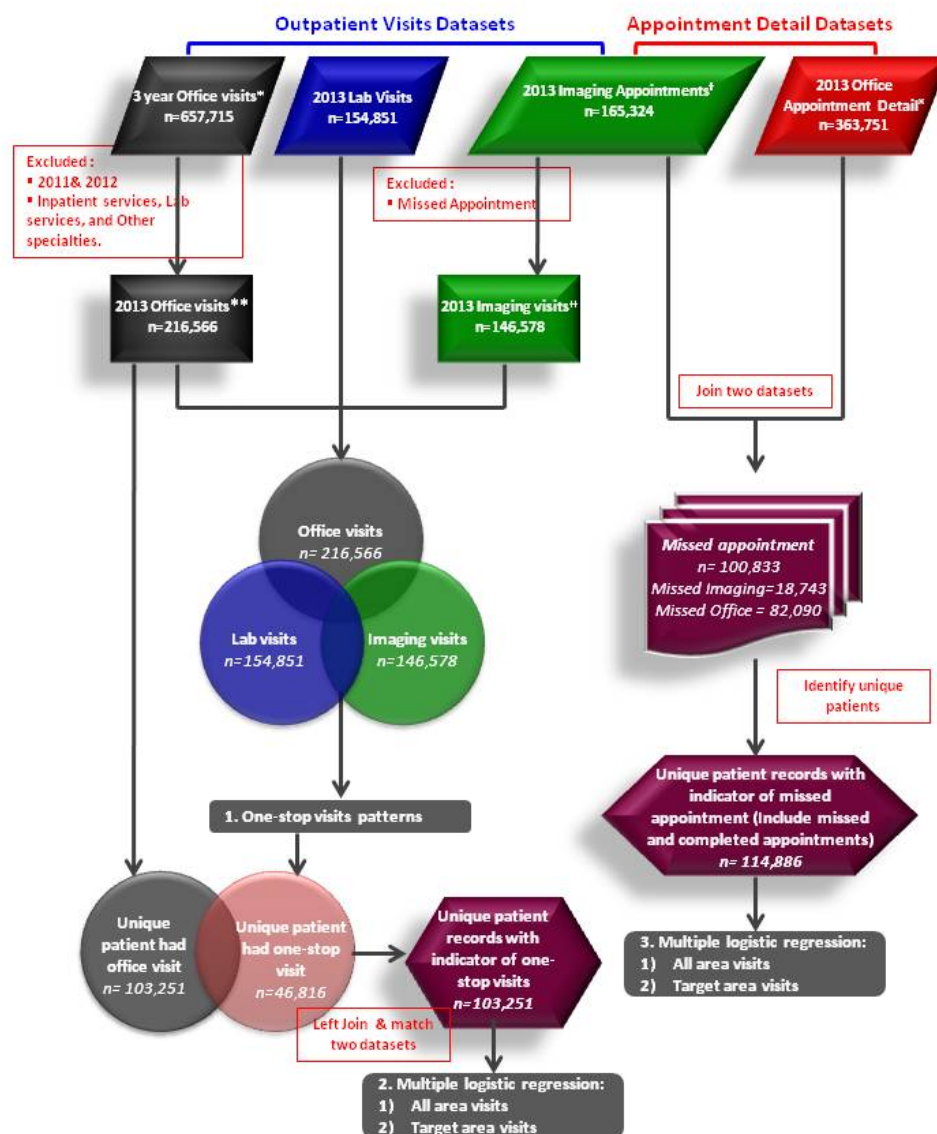 Outpatient Visits Datasets
Appointment Detail Datasets
3 year Office visits*
n=657,715
2013 Lab Visits
n=154,851
2013 Imaging Appointments†
n=165,324
2013 Office
Appointment Detail*
n=363,751
Excluded :
▪ 2011& 2012
▪ Inpatient services, Lab
services, and Other
specialties.
Excluded :
▪ Missed Appointment
2013 Office visits**
n=216,566
2013 Imaging visits††
n=146,578
Join two datasets
Office visits
n= 216,566
Lab visits
n=154,851
Imaging visits
n=146,578
Missed appointment
n= 100,833
Missed Imaging=18,743
Missed Office = 82,090
Identify unique
patients
Unique patient records with
indicator of missed
appointment (Include missed
and completed appointments)
n= 114,886
1. One-stop visits patterns
Unique
patient had
office visit
n= 103,251
Unique patient
had one-stop
visit
n=46,816
Unique patient
records with
indicator of one-
stop visits
n=103,251
Left Join & match
two datasets
3. Multiple logistic regression:
1) All area visits
2) Target area visits
2. Multiple logistic regression:
1) All area visits
2) Target area visits